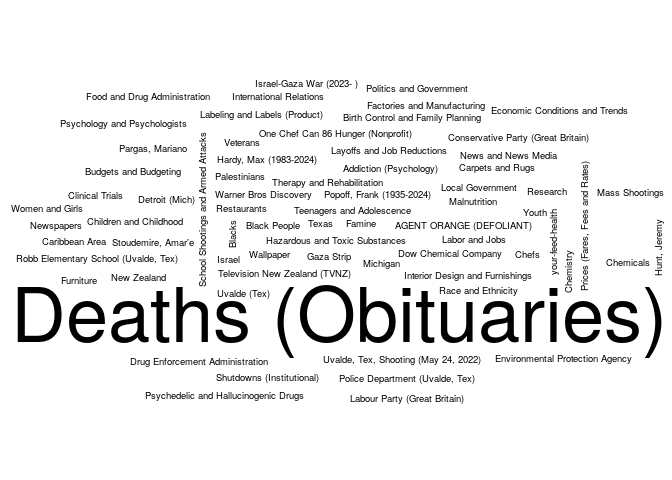 Israel-Gaza War (2023- )
Politics and Government
Food and Drug Administration
International Relations
Factories and Manufacturing
Economic Conditions and Trends
Labeling and Labels (Product)
Birth Control and Family Planning
Psychology and Psychologists
One Chef Can 86 Hunger (Nonprofit)
Conservative Party (Great Britain)
Veterans
Pargas, Mariano
Layoffs and Job Reductions
News and News Media
Hardy, Max (1983-2024)
Addiction (Psychology)
Carpets and Rugs
Budgets and Budgeting
Palestinians
Therapy and Rehabilitation
School Shootings and Armed Attacks
Prices (Fares, Fees and Rates)
Local Government
Research
Mass Shootings
Clinical Trials
Detroit (Mich)
Warner Bros Discovery
Popoff, Frank (1935-2024)
Malnutrition
Women and Girls
Restaurants
Teenagers and Adolescence
Youth
Newspapers
Children and Childhood
Blacks
Black People
Texas
Famine
AGENT ORANGE (DEFOLIANT)
your-feed-health
Hunt, Jeremy
Caribbean Area
Stoudemire, Amar'e
Hazardous and Toxic Substances
Labor and Jobs
Robb Elementary School (Uvalde, Tex)
Israel
Wallpaper
Gaza Strip
Dow Chemical Company
Chefs
Chemistry
Michigan
Chemicals
Furniture
New Zealand
Television New Zealand (TVNZ)
Interior Design and Furnishings
Uvalde (Tex)
Race and Ethnicity
Deaths (Obituaries)
Drug Enforcement Administration
Uvalde, Tex, Shooting (May 24, 2022)
Environmental Protection Agency
Shutdowns (Institutional)
Police Department (Uvalde, Tex)
Psychedelic and Hallucinogenic Drugs
Labour Party (Great Britain)